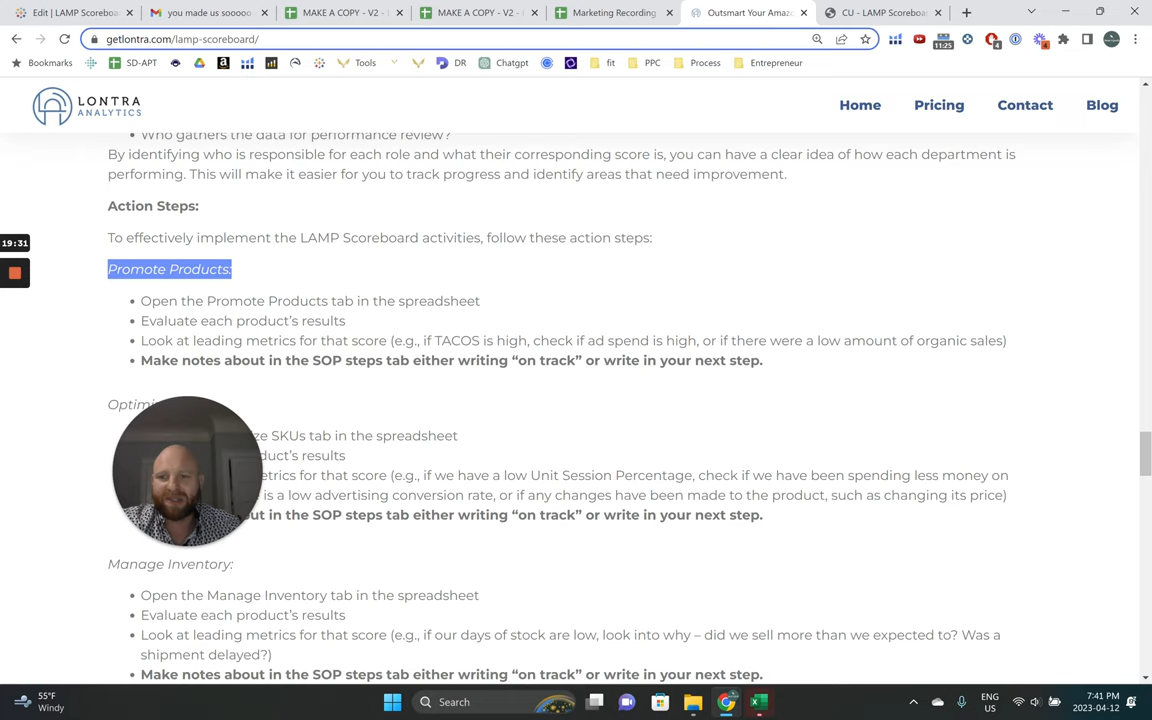 Edit | LAMP Scoreboa
you made us sooooo
MAKE A COPY - V2 -
MAKE A COPY - V2 -
Marketing Recording
Outsmart Your Amazo
CU - LAMP Scoreboa
getlontra.com/lamp-scoreboard/
11:25
4
4
Bookmarks
SD-APT
Tools
DR
Chatgpt
fit
PPC
Process
Entrepreneur
LONTRA
ANALYTICS
Home
Pricing
Contact
Blog
Who gathers the data for performance review?
By identifying who is responsible for each role and what their corresponding score is, you can have a clear idea of how each department is
performing. This will make it easier for you to track progress and identify areas that need improvement.
Action Steps:
To effectively implement the LAMP Scoreboard activities, follow these action steps:
19:31
Promote Products:
• Open the Promote Products tab in the spreadsheet
• Evaluate each product's results
• Look at leading metrics for that score (e.g., if TACOS is high, check if ad spend is high, or if there were a low amount of organic sales)
• Make notes about in the SOP steps tab either writing “on track” or write in your next step.
Optimi
ze SKUs tab in the spreadsheet
duct's results
etrics for that score (e.g., if we have a low Unit Session Percentage, check if we have been spending less money on
is a low advertising conversion rate, or if any changes have been made to the product, such as changing its price)
out in the SOP steps tab either writing “on track” or write in your next step.
Manage Inventory:
• Open the Manage Inventory tab in the spreadsheet
• Evaluate each product's results
• Look at leading metrics for that score (e.g., if our days of stock are low, look into why – did we sell more than we expected to? Was a
shipment delayed?)
• Make notes about in the SOP steps tab either writing “on track” or write in your next step.
55°F
Windy
Search
ENG
US
7:41 PM
2023-04-12